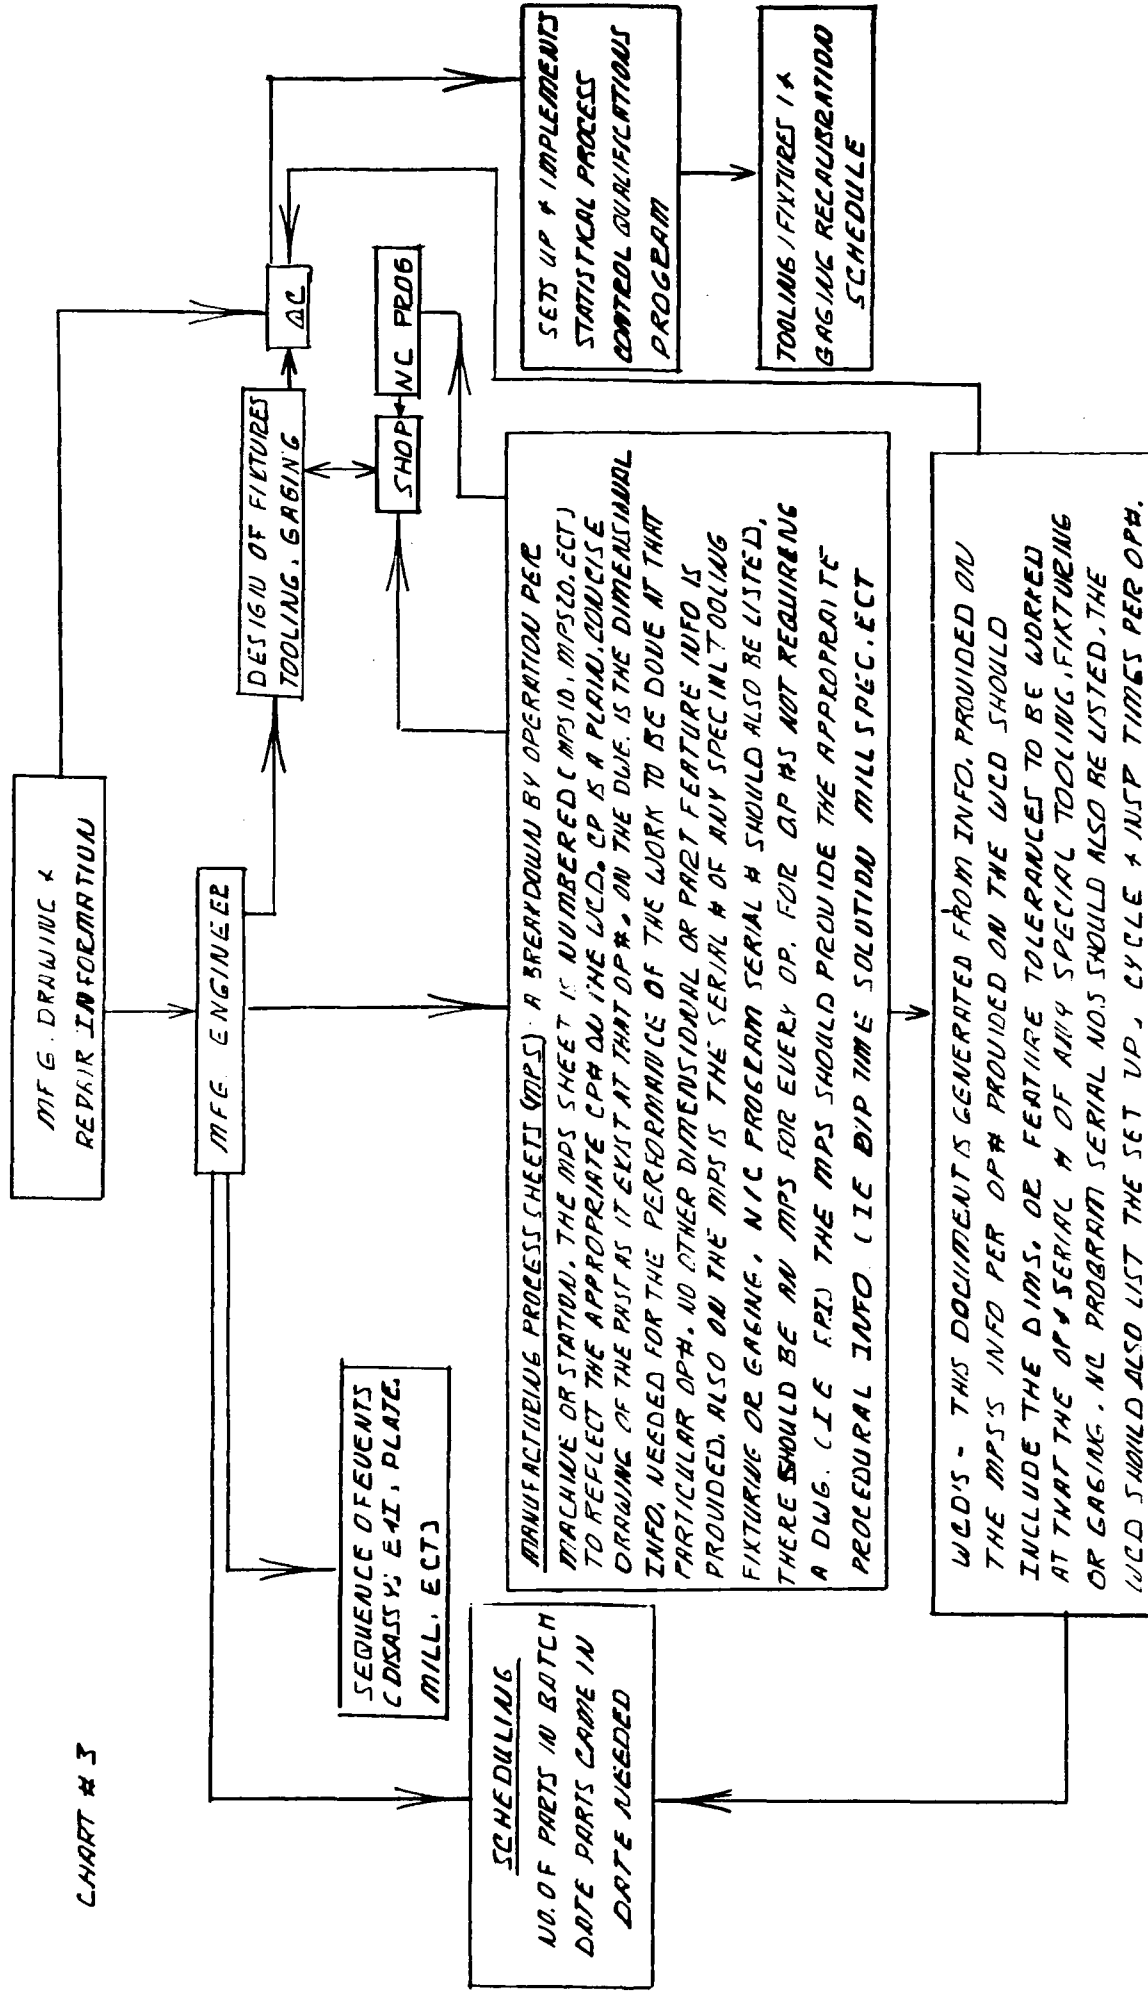 CHART # 3
MFG. DRAWING &
REPAIR INFORMATION
MFG ENGINEER
DESIGN OF FIXTURES
TOOLING, GAGING
QC
SHOP
NC PROG
SEQUENCE OF EVENTS
(DISASSY, E&I, PLATE,
MILL, ECT)
SCHEDULING
NO. OF PARTS IN BATCH
DATE PARTS CAME IN
DATE NEEDED
SETS UP & IMPLEMENTS
STATISTICAL PROCESS
CONTROL QUALIFICATIONS
PROGRAM
TOOLING/FIXTURES / &
GAGING RECALIBRATION
SCHEDULE
MANUFACTURING PROCESS SHEETS (MPS) A BREAKDOWN BY OPERATION PER
MACHINE OR STATION. THE MPS SHEET IS NUMBERED (MPS10, MPS20, ECT)
TO REFLECT THE APPROPRIATE OP# ON THE WCD. OP IS A PLAIN, CONCISE
DRAWING OF THE PART AS IT EXIST AT THAT OP#. ON THE DWG. IS THE DIMENSIONAL
INFO. NEEDED FOR THE PERFORMANCE OF THE WORK TO BE DONE AT THAT
PARTICULAR OP#. NO OTHER DIMENSIONAL OR PART FEATURE INFO IS
PROVIDED. ALSO ON THE MPS IS THE SERIAL # OF ANY SPECIAL TOOLING
FIXTURING OR GAGING. N/C PROGRAM SERIAL # SHOULD ALSO BE LISTED.
THERE SHOULD BE AN MPS FOR EVERY OP. FOR OP #S NOT REQUIRING
A DWG. (IE FPI) THE MPS SHOULD PROVIDE THE APPROPRAITE
PROCEDURAL INFO (IE DIP TIME SOLUTION MILL SPEC. ECT
WCD'S - THIS DOCUMENT IS GENERATED FROM INFO. PROVIDED ON
THE MPS'S INFO PER OP# PROVIDED ON THE WCD SHOULD
INCLUDE THE DIMS. OR FEATURE TOLERANCES TO BE WORKED
AT THAT THE OP & SERIAL # OF ANY SPECIAL TOOLING, FIXTURING
OR GAGING. NC PROGRAM SERIAL NO.S SHOULD ALSO BE LISTED. THE
WCD SHOULD ALSO LIST THE SET UP, CYCLE & INSP TIMES PER OP#.